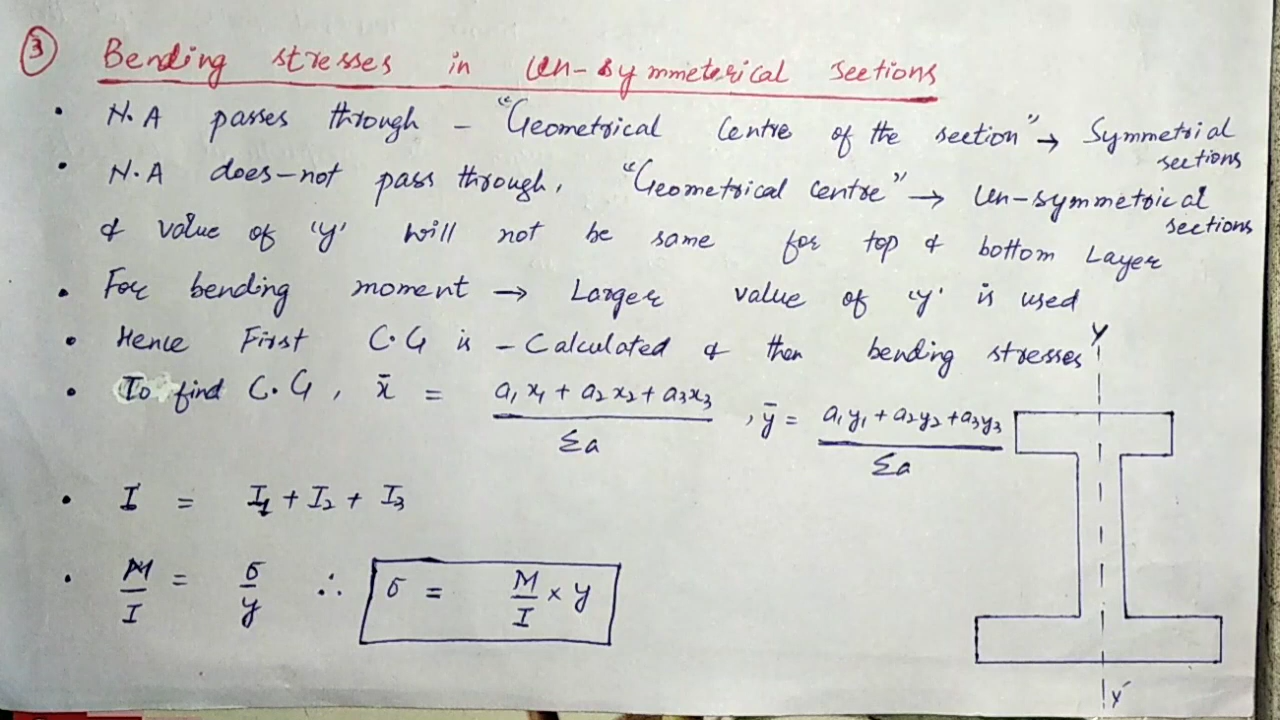 ③ Bending stresses in Un-symmeterical sections
• N.A passes through - "Geometrical Centre of the section" → Symmetrial sections
• N.A does-not pass through, "Geometrical centre" → Un-symmetrical sections
& value of 'y' will not be same for top & bottom Layer
• For bending moment → Larger value of 'y' is used
• Hence First C.G is - Calculated & then bending stresses
• To find C.G, x̄ = a₁x₁ + a₂x₂ + a₃x₃ / Σa , ȳ = a₁y₁ + a₂y₂ + a₃y₃ / Σa
• I = I₁ + I₂ + I₃
• M/I = σ/y ∴ σ = M/I × y
Y
Y'